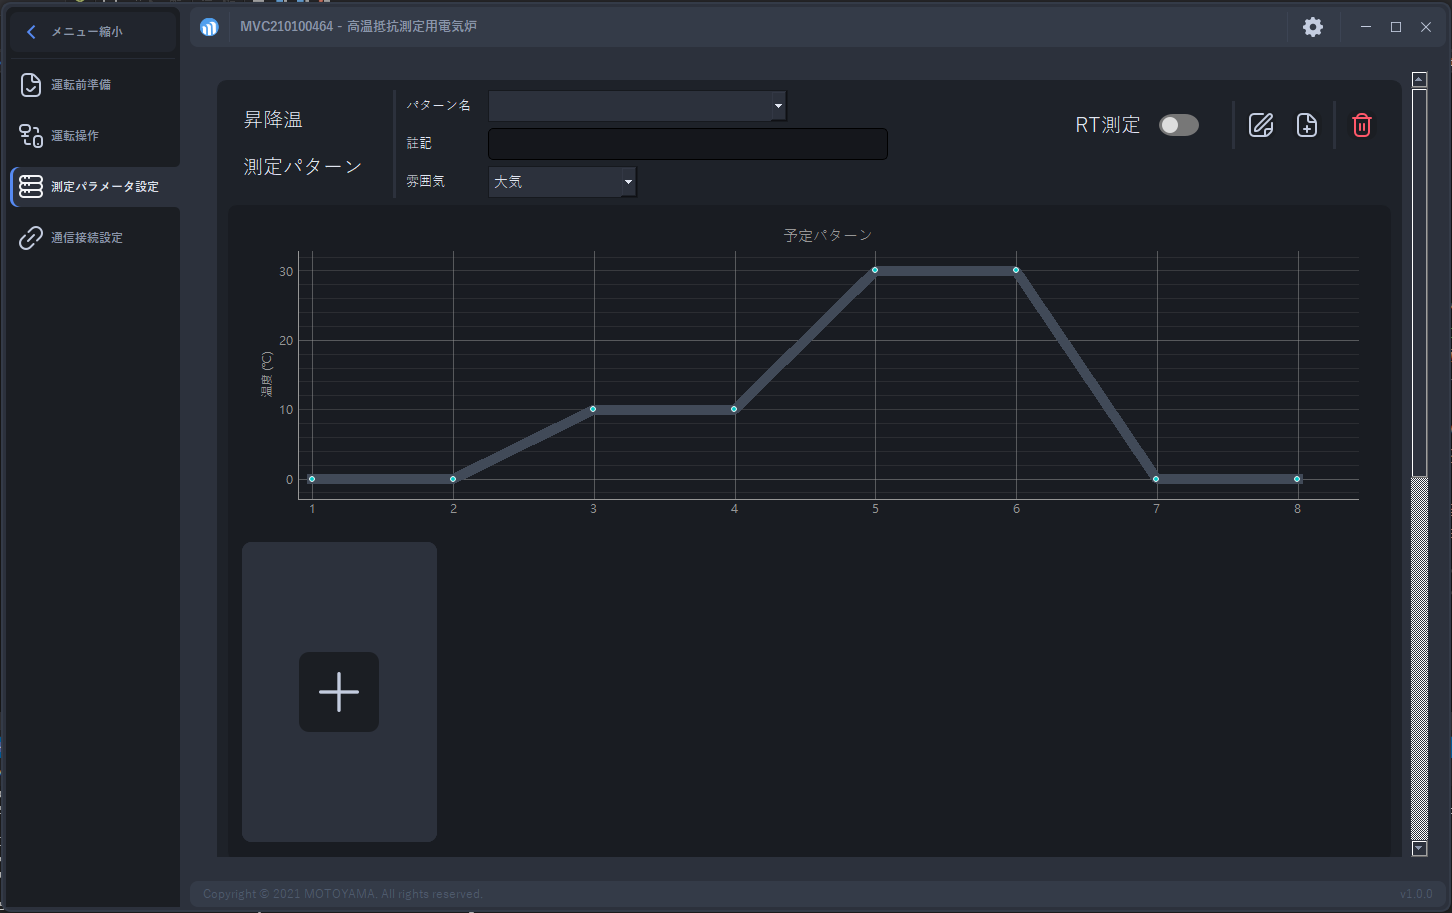 メニュー縮小
MVC210100464 - 高温抵抗測定用電気炉
運転前準備
運転操作
測定パラメータ設定
通信接続設定
昇降温
測定パターン
パターン名
註記
雰囲気
大気
RT測定
予定パターン
温度 (℃)
30
20
10
0
1 2 3 4 5 6 7 8
Copyright © 2021 MOTOYAMA. All rights reserved.
v1.0.0